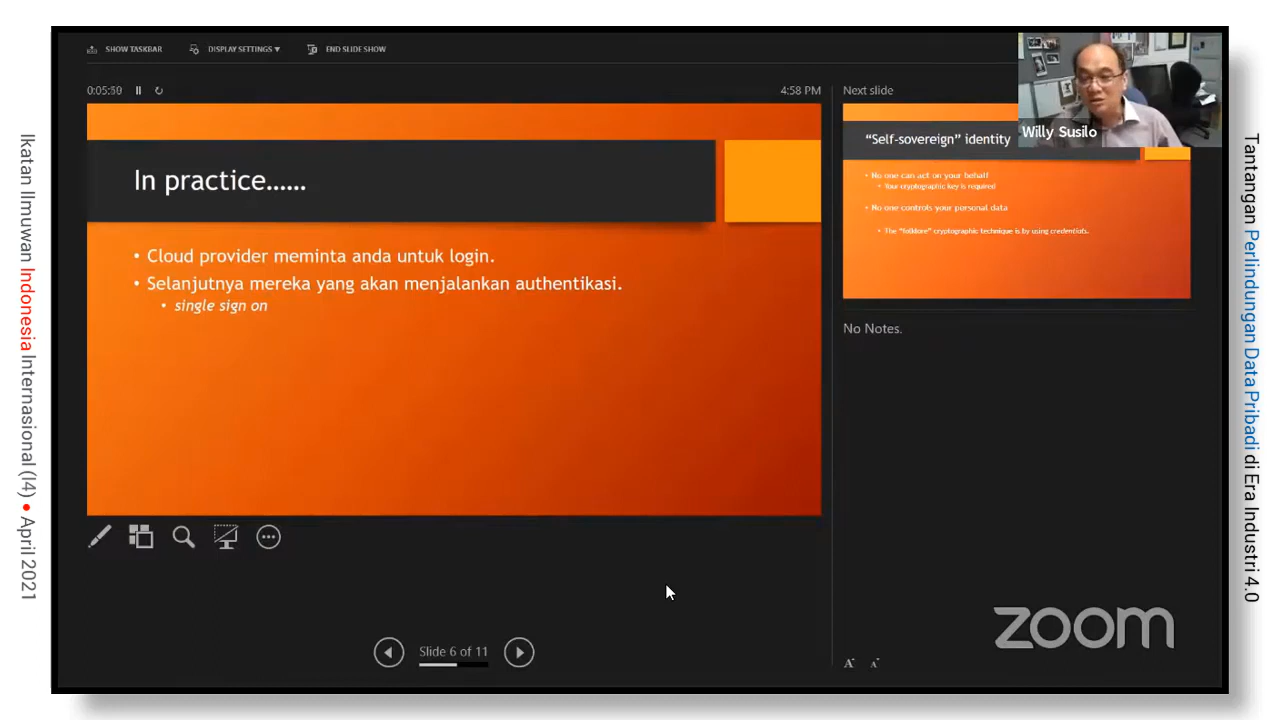 SHOW TASKBAR
DISPLAY SETTINGS ▼
END SLIDE SHOW
0:05:50
4:58 PM
Next slide
In practice......
• Cloud provider meminta anda untuk login.
• Selanjutnya mereka yang akan menjalankan authentikasi.
• single sign on
Willy Susilo
"Self-sovereign" identity
• No one can act on your behalf
• Your cryptographic key is required
• No one controls your personal data
• The "folklore" cryptographic technique is by using credentials.
No Notes.
Slide 6 of 11
A A
zoom
Ikatan Ilmuwan Indonesia Internasional (I4) • April 2021
Tantangan Perlindungan Data Pribadi di Era Industri 4.0